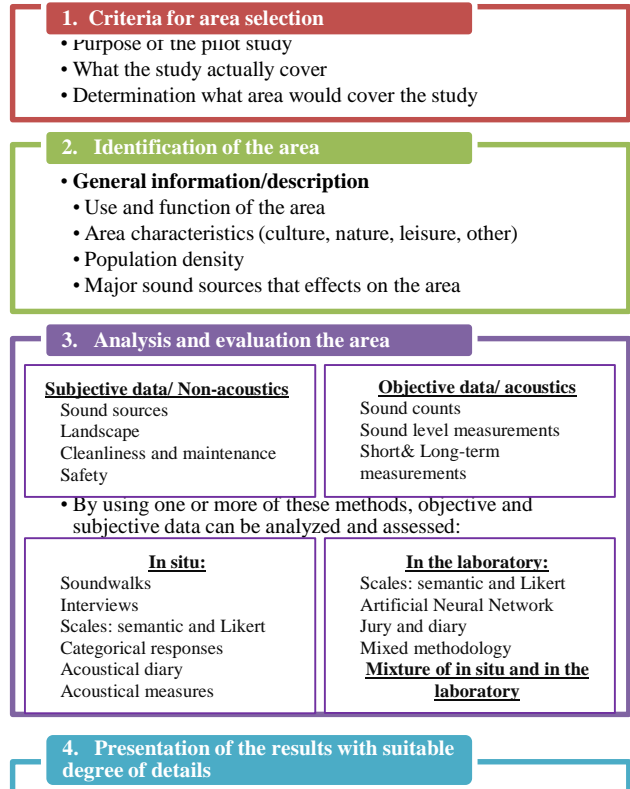 1. Criteria for area selection
• Purpose of the pilot study
• What the study actually cover
• Determination what area would cover the study
2. Identification of the area
• General information/description
• Use and function of the area
• Area characteristics (culture, nature, leisure, other)
• Population density
• Major sound sources that effects on the area
3. Analysis and evaluation the area
Subjective data/ Non-acoustics
Sound sources
Landscape
Cleanliness and maintenance
Safety
Objective data/ acoustics
Sound counts
Sound level measurements
Short& Long-term
measurements
• By using one or more of these methods, objective and
subjective data can be analyzed and assessed:
In situ:
Soundwalks
Interviews
Scales: semantic and Likert
Categorical responses
Acoustical diary
Acoustical measures
In the laboratory:
Scales: semantic and Likert
Artificial Neural Network
Jury and diary
Mixed methodology
Mixture of in situ and in the
laboratory
4. Presentation of the results with suitable
degree of details